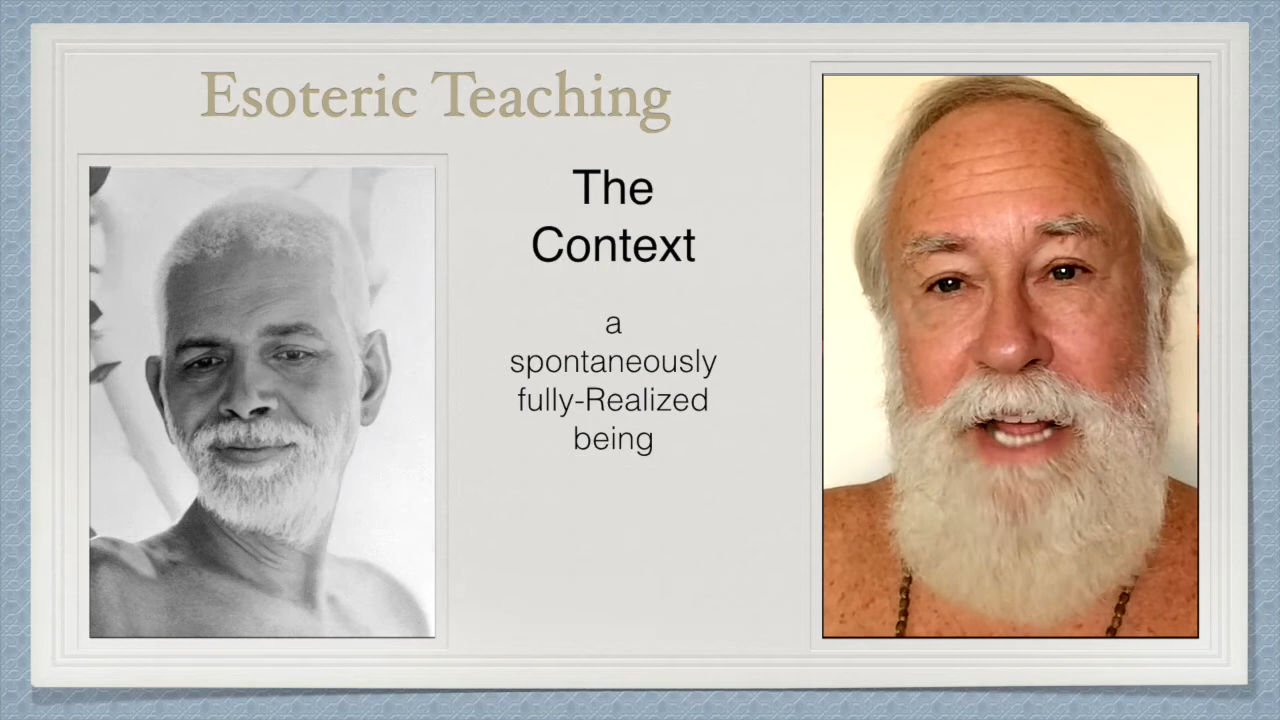 Esoteric Teaching
The
Context
a
spontaneously
fully-Realized
being